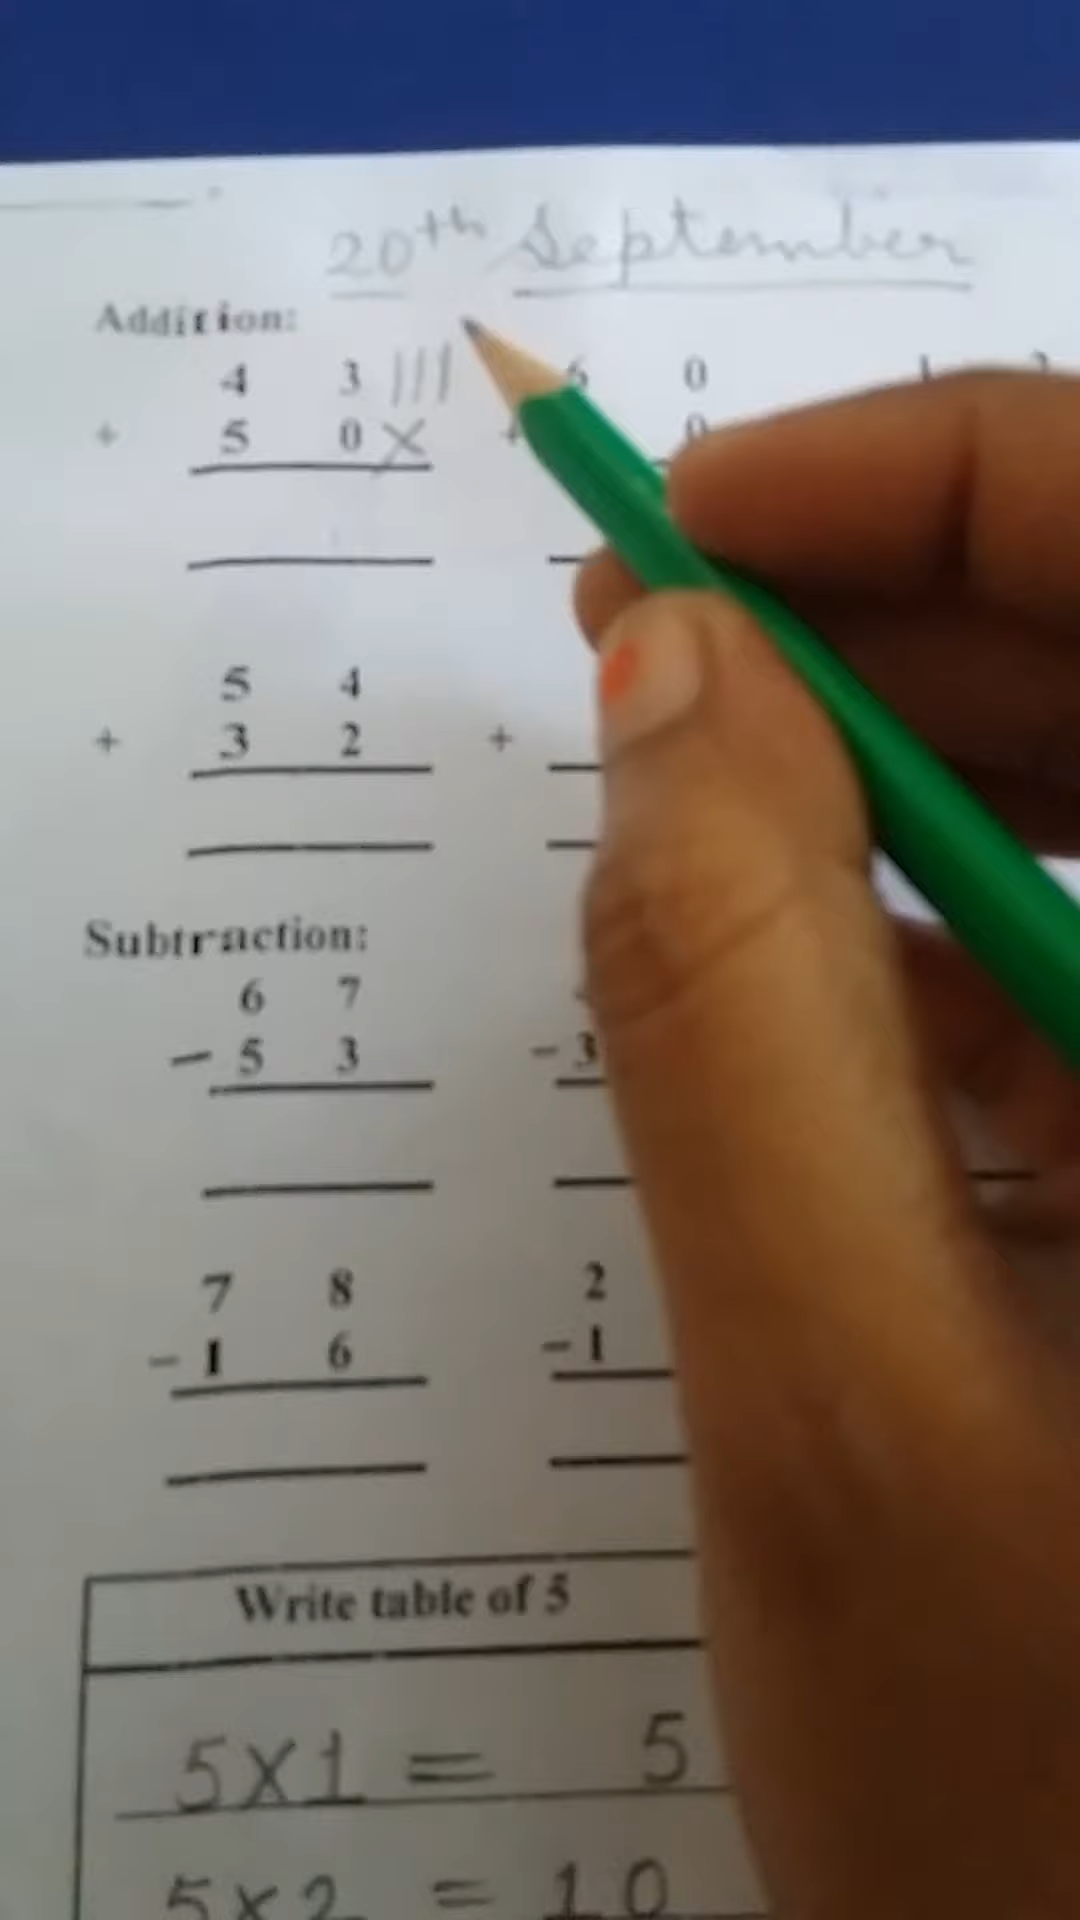 20th September
Addition:
4 3 ||| 6 0
+ 5 0 X + 0
5 4
+ 3 2 +
Subtraction:
6 7
- 5 3 - 3
7 8 2
- 1 6 - 1
Write table of 5
5x1 = 5
5x2 = 10